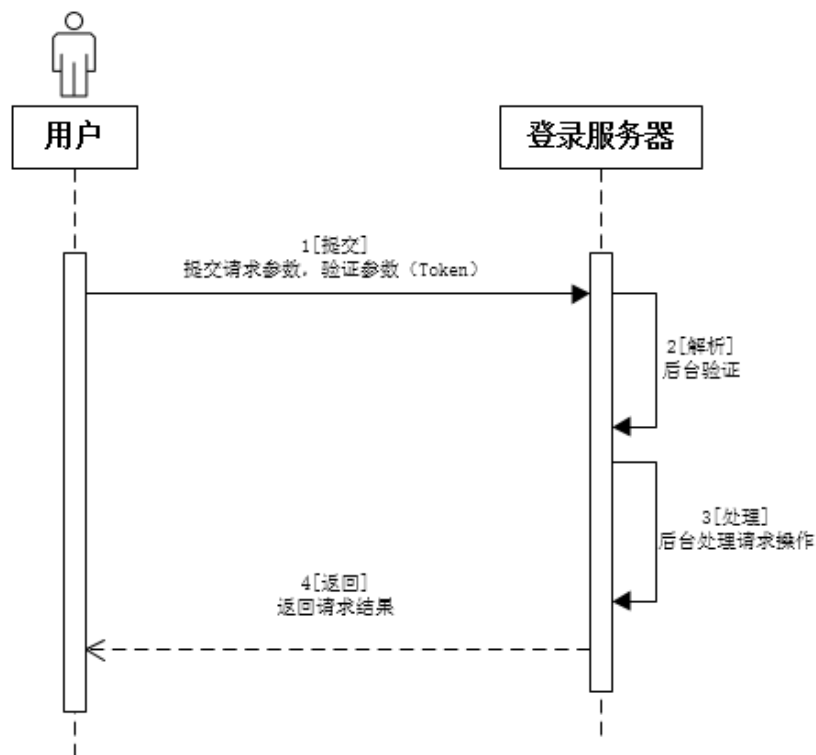 用户
登录服务器
1[提交]
提交请求参数，验证参数（Token）
2[解析]
后台验证
3[处理]
后台处理请求操作
4[返回]
返回请求结果